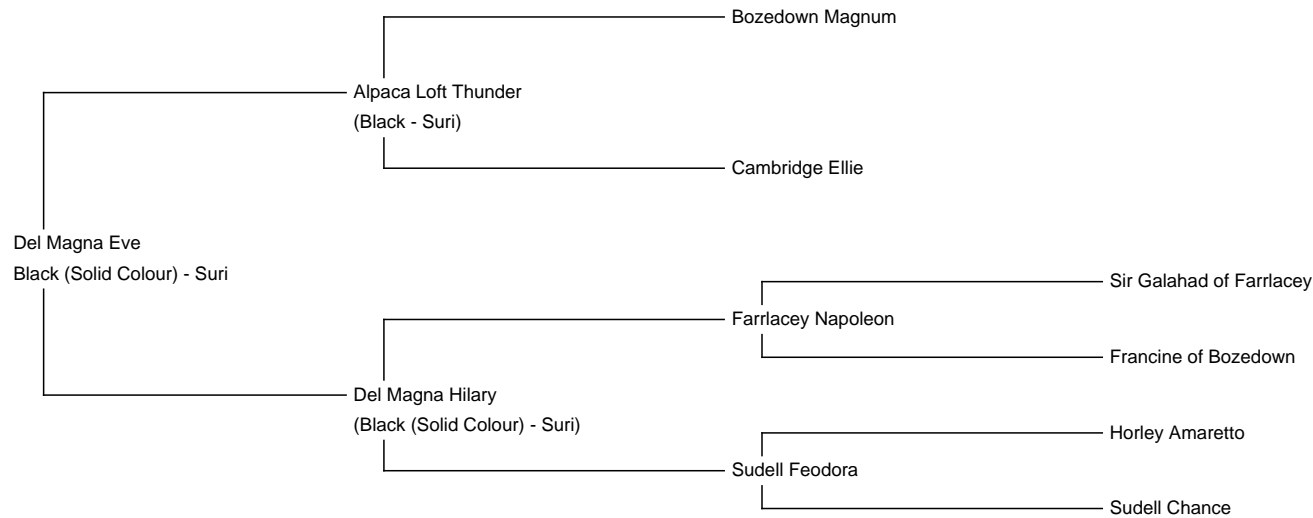 Bozedown Magnum
Alpaca Loft Thunder
(Black - Suri)
Cambridge Ellie
Del Magna Eve
Black (Solid Colour) - Suri
Sir Galahad of Farrlacey
Farrlacey Napoleon
Francine of Bozedown
Del Magna Hilary
(Black (Solid Colour) - Suri)
Horley Amaretto
Sudell Feodora
Sudell Chance